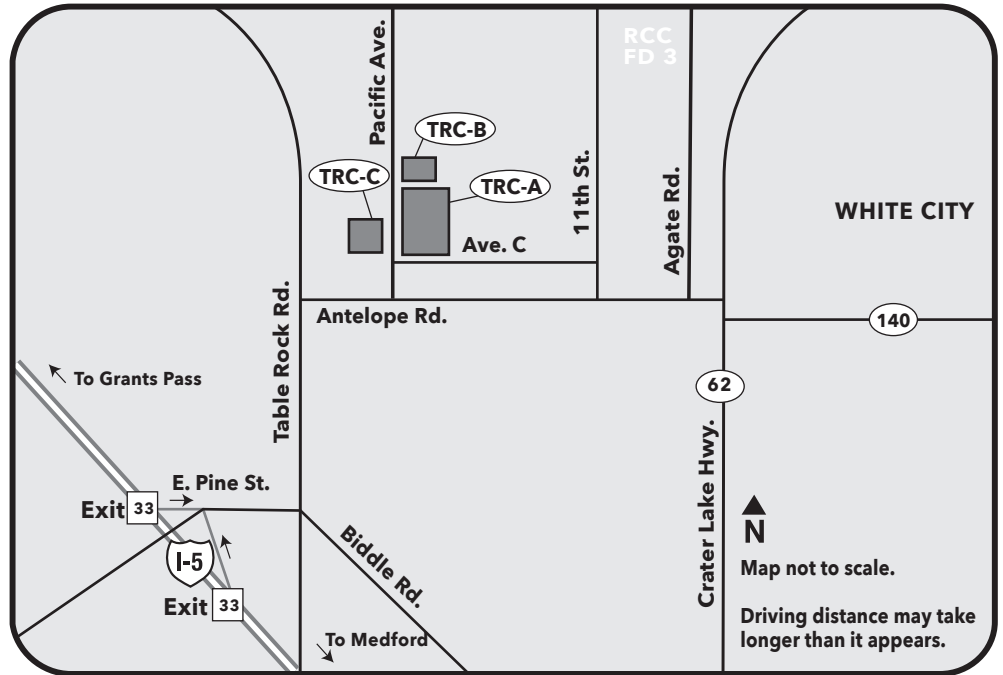 RCC
FD 3
Pacific Ave.
TRC-B
TRC-C
TRC-A
11th St.
Agate Rd.
Ave. C
WHITE CITY
Table Rock Rd.
Antelope Rd.
140
To Grants Pass
62
Crater Lake Hwy.
E. Pine St.
Exit 33
I-5
Biddle Rd.
N
Map not to scale.
Exit 33
Driving distance may take
longer than it appears.
To Medford